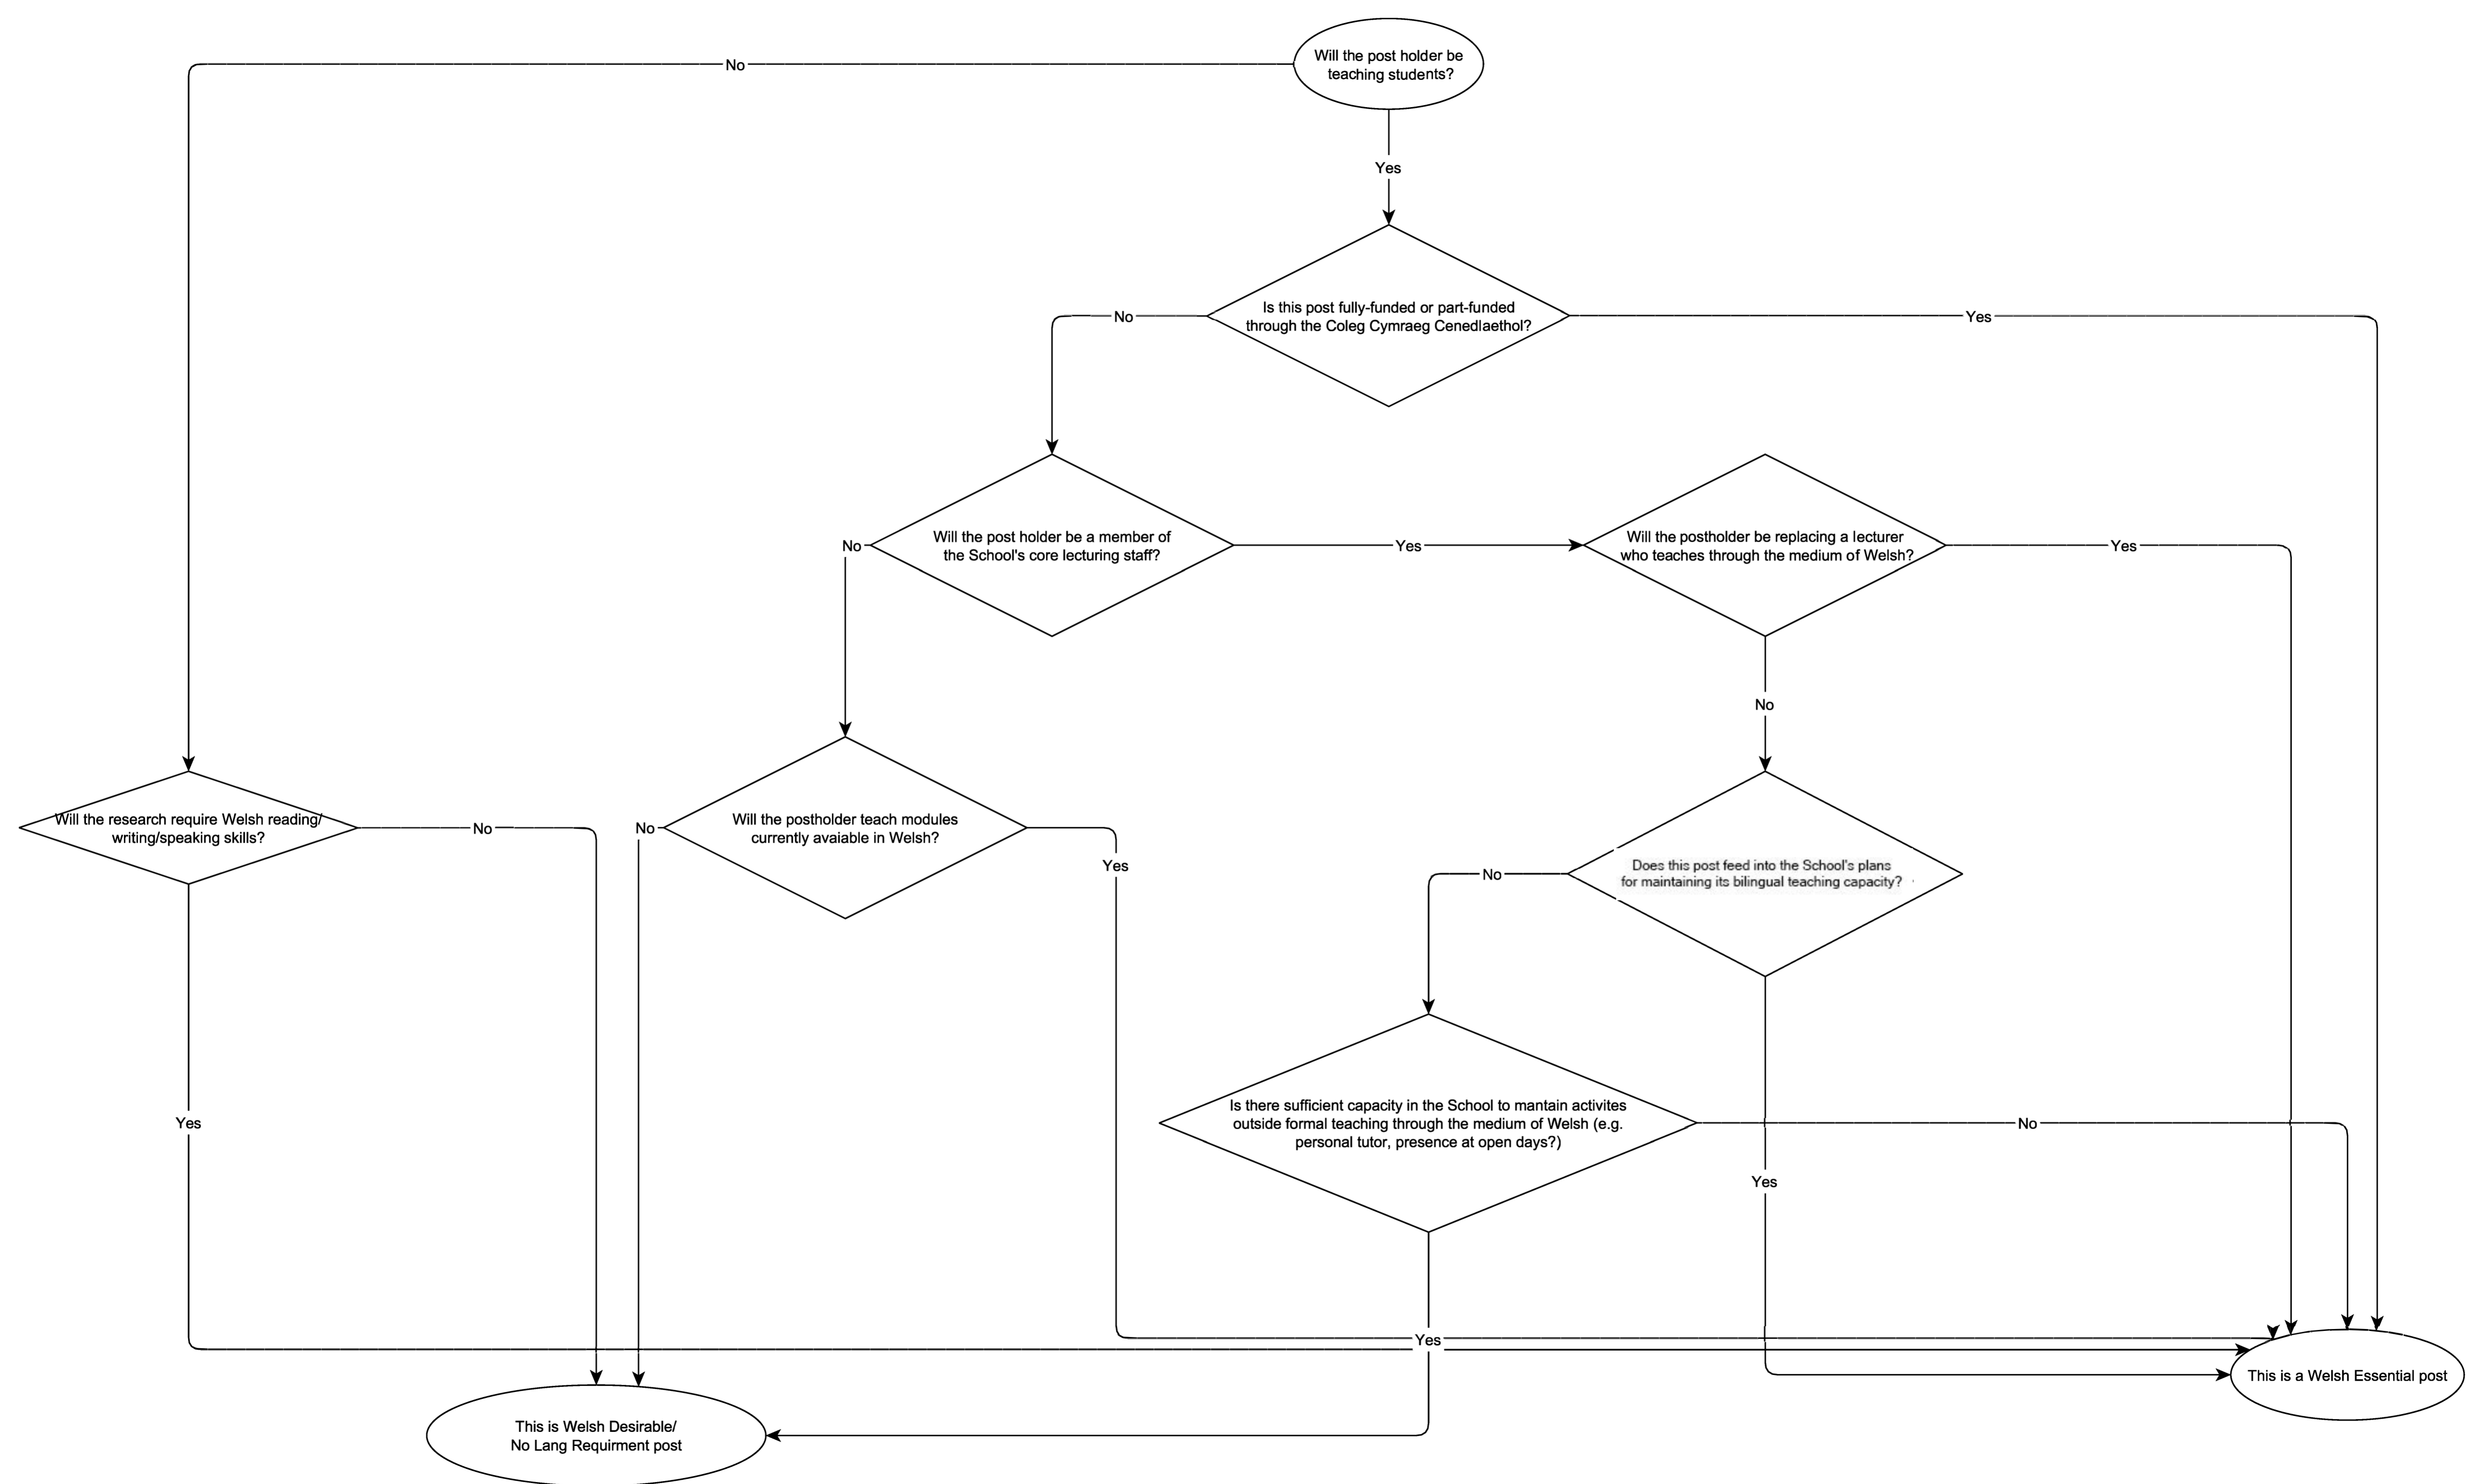 Will the post holder be
teaching students?
No
Yes
Is this post fully-funded or part-funded
through the Coleg Cymraeg Cenedlaethol?
No
Yes
Will the post holder be a member of
the School's core lecturing staff?
No
Yes
Will the postholder be replacing a lecturer
who teaches through the medium of Welsh?
Yes
No
Will the research require Welsh reading/
writing/speaking skills?
No
Yes
Will the postholder teach modules
currently avaiable in Welsh?
No
Yes
Does this post feed into the School's plans
for maintaining its bilingual teaching capacity?
No
Yes
Is there sufficient capacity in the School to mantain activites
outside formal teaching through the medium of Welsh (e.g.
personal tutor, presence at open days?)
No
Yes
This is a Welsh Essential post
This is Welsh Desirable/
No Lang Requirment post